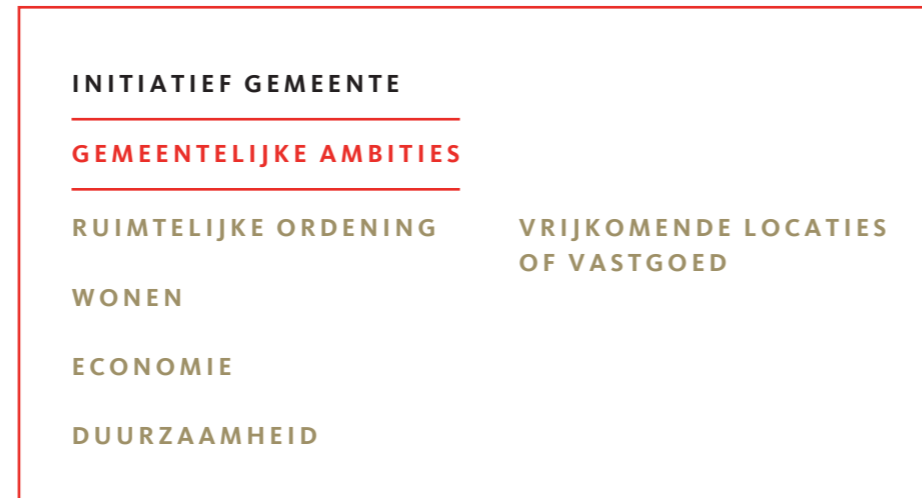 INITIATIEF GEMEENTE
GEMEENTELIJKE AMBITIES
RUIMTELIJKE ORDENING
WONEN
ECONOMIE
DUURZAAMHEID
VRIJKOMENDE LOCATIES
OF VASTGOED